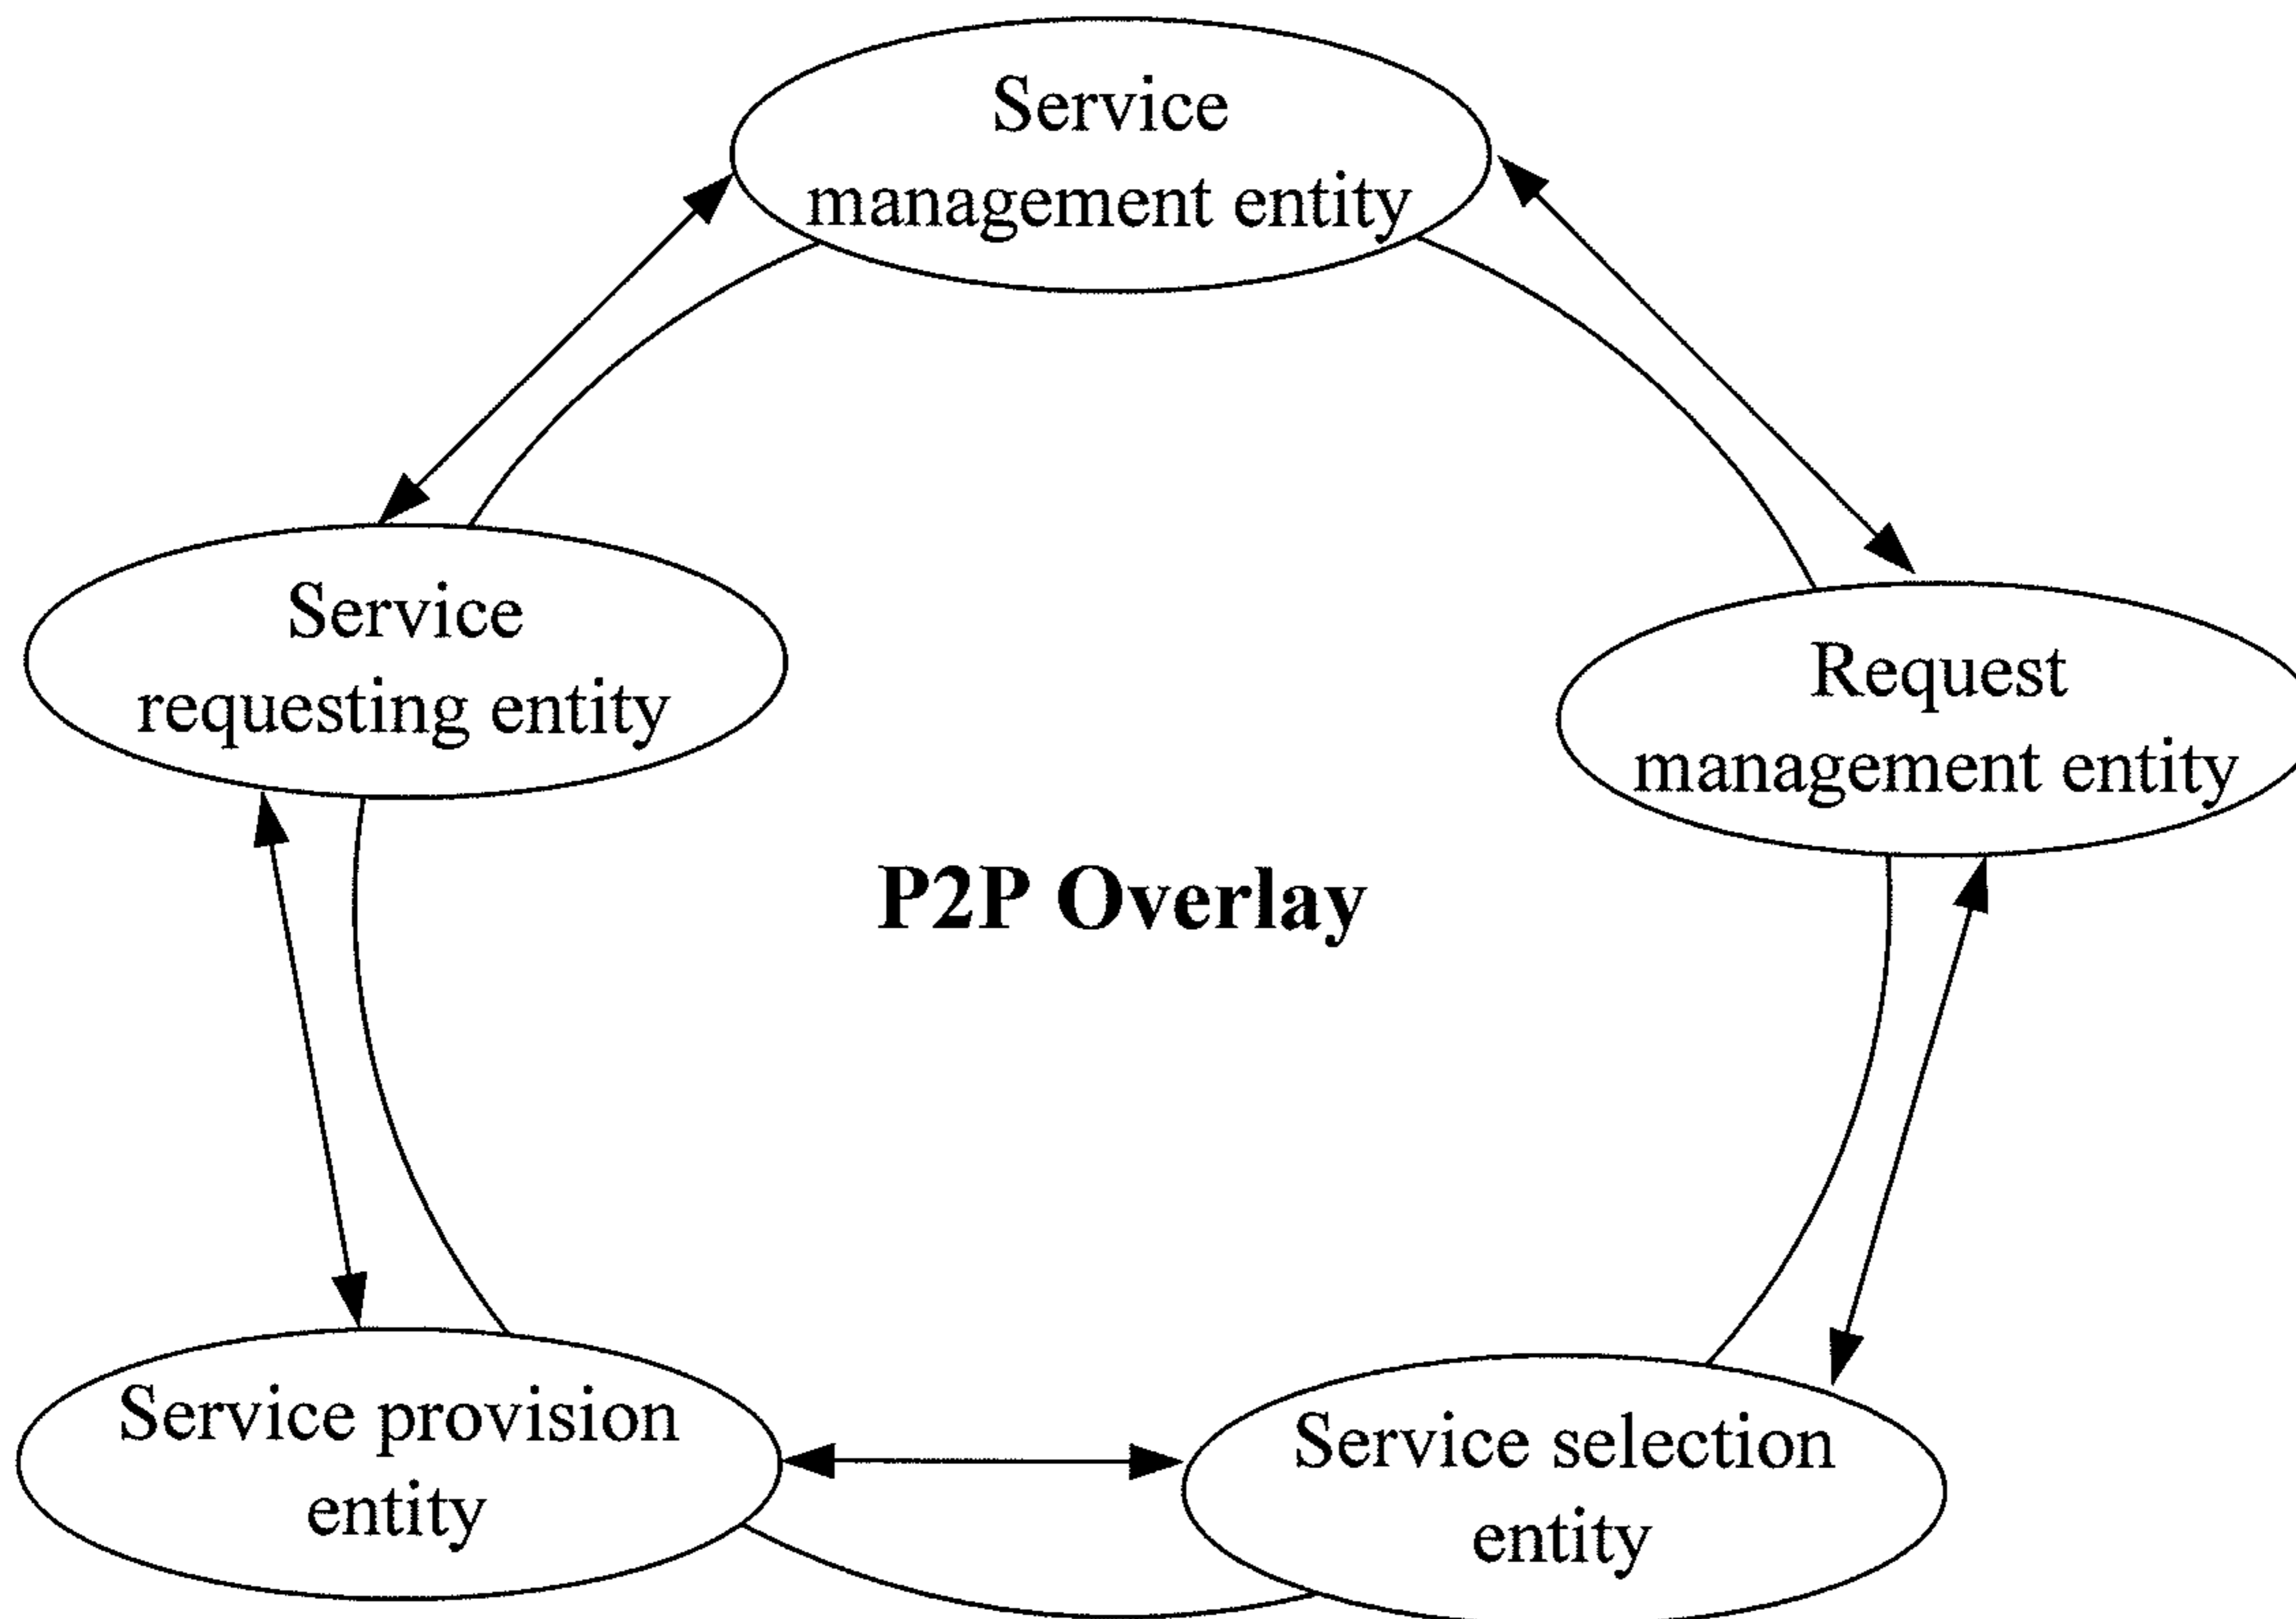 Service
management entity
Service
requesting entity
Request
management entity
P2P Overlay
Service provision
entity
Service selection
entity